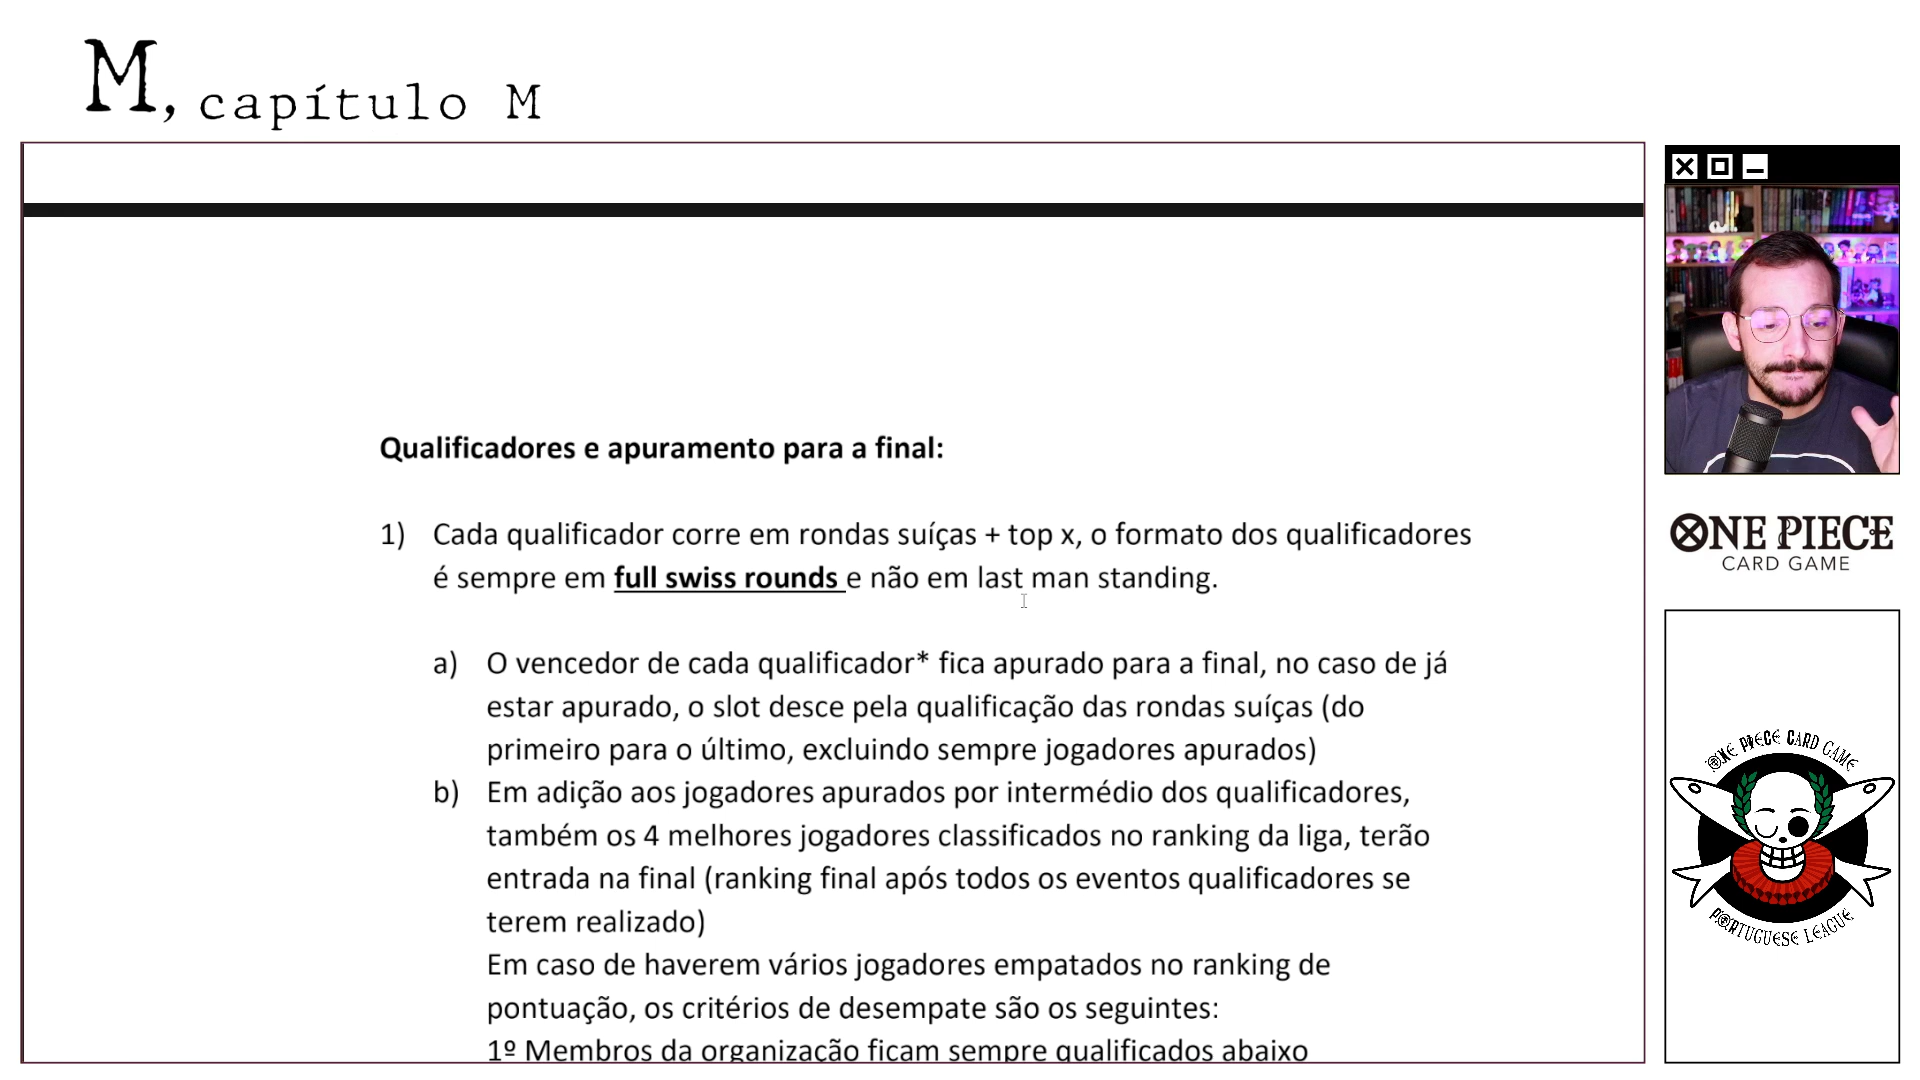 M, capítulo M
Qualificadores e apuramento para a final:
1) Cada qualificador corre em rondas suíças + top x, o formato dos qualificadores
é sempre em full swiss rounds e não em last man standing.
a) O vencedor de cada qualificador* fica apurado para a final, no caso de já
estar apurado, o slot desce pela qualificação das rondas suíças (do
primeiro para o último, excluindo sempre jogadores apurados)
b) Em adição aos jogadores apurados por intermédio dos qualificadores,
também os 4 melhores jogadores classificados no ranking da liga, terão
entrada na final (ranking final após todos os eventos qualificadores se
terem realizado)
Em caso de haverem vários jogadores empatados no ranking de
pontuação, os critérios de desempate são os seguintes:
1º Membros da organização ficam sempre qualificados abaixo
ONE PIECE
CARD GAME
ONE PIECE CARD GAME
PORTUGUESE LEAGUE